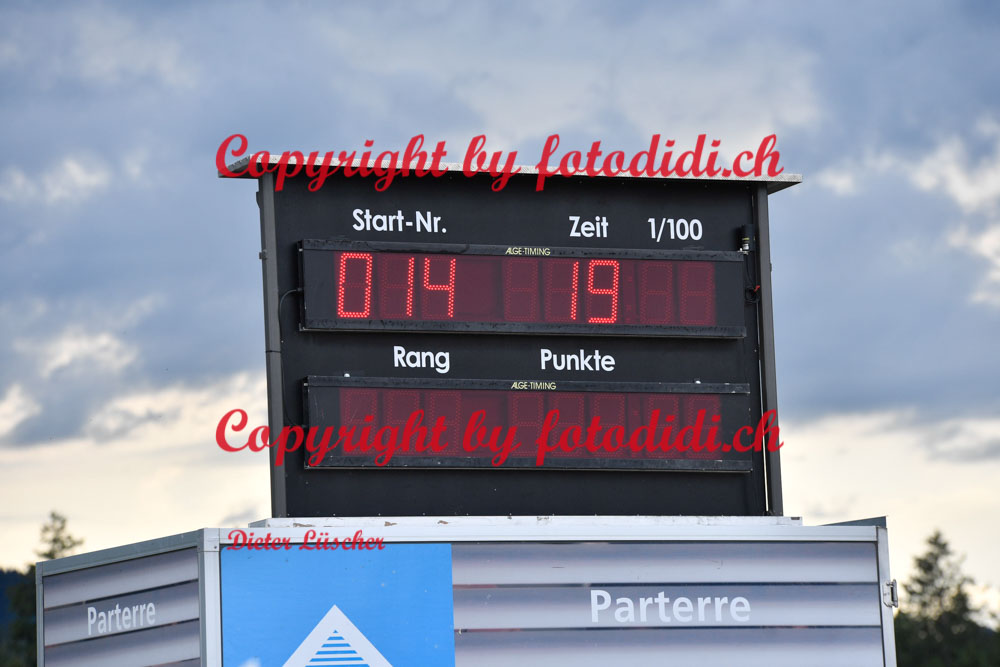 Copyright by fotodidi.ch
Start-Nr. Zeit 1/100
ALGE-TIMING
014 19
Rang Punkte
ALGE-TIMING
Copyright by fotodidi.ch
Dieter Lüscher
Parterre Parterre